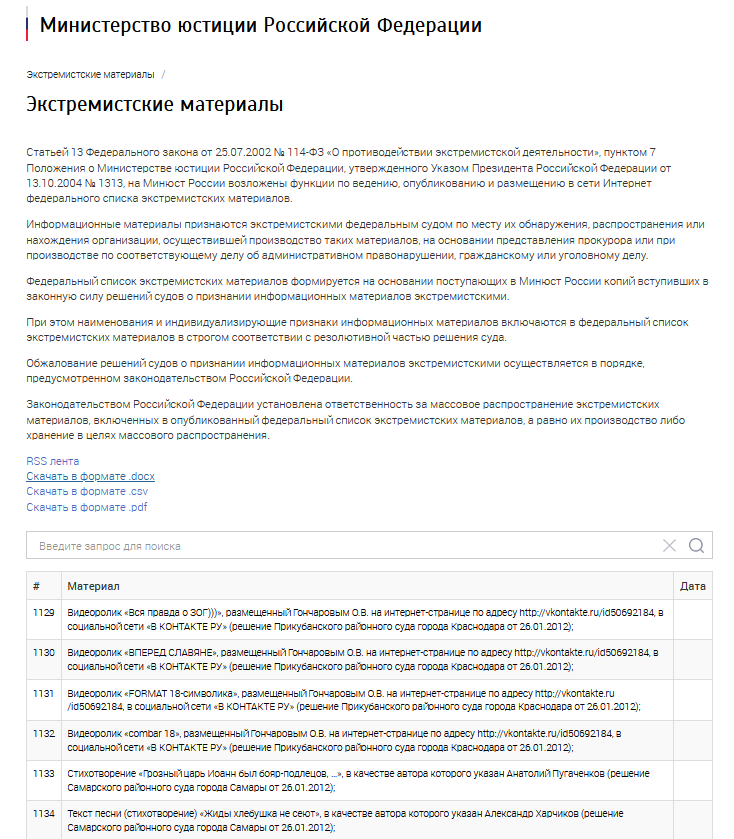 Министерство юстиции Российской Федерации
Экстремистские материалы /
Экстремистские материалы
Статьей 13 Федерального закона от 25.07.2002 № 114-ФЗ «О противодействии экстремистской деятельности», пунктом 7
Положения о Министерстве юстиции Российской Федерации, утвержденного Указом Президента Российской Федерации от
13.10.2004 № 1313, на Минюст России возложены функции по ведению, опубликованию и размещению в сети Интернет
федерального списка экстремистских материалов.
Информационные материалы признаются экстремистскими федеральным судом по месту их обнаружения, распространения или
нахождения организации, осуществившей производство таких материалов, на основании представления прокурора или при
производстве по соответствующему делу об административном правонарушении, гражданскому или уголовному делу.
Федеральный список экстремистских материалов формируется на основании поступающих в Минюст России копий вступивших в
законную силу решений судов о признании информационных материалов экстремистскими.
При этом наименования и индивидуализирующие признаки информационных материалов включаются в федеральный список
экстремистских материалов в строгом соответствии с резолютивной частью решения суда.
Обжалование решений судов о признании информационных материалов экстремистскими осуществляется в порядке,
предусмотренном законодательством Российской Федерации.
Законодательством Российской Федерации установлена ответственность за массовое распространение экстремистских
материалов, включенных в опубликованный федеральный список экстремистских материалов, а равно их производство либо
хранение в целях массового распространения.
RSS лента
Скачать в формате .docx
Скачать в формате .csv
Скачать в формате .pdf
Введите запрос для поиска
# Материал Дата
1129 Видеоролик «Вся правда о ЗОГ)))», размещенный Гончаровым О.В. на интернет-странице по адресу http://vkontakte.ru/id50692184, в
социальной сети «В КОНТАКТЕ РУ» (решение Прикубанского районного суда города Краснодара от 26.01.2012);
1130 Видеоролик «ВПЕРЕД СЛАВЯНЕ», размещенный Гончаровым О.В. на интернет-странице по адресу http://vkontakte.ru/id50692184, в
социальной сети «В КОНТАКТЕ РУ» (решение Прикубанского районного суда города Краснодара от 26.01.2012);
1131 Видеоролик «FORMAT 18-символика», размещенный Гончаровым О.В. на интернет-странице по адресу http://vkontakte.ru
/id50692184, в социальной сети «В КОНТАКТЕ РУ» (решение Прикубанского районного суда города Краснодара от 26.01.2012);
1132 Видеоролик «combar 18», размещенный Гончаровым О.В. на интернет-странице по адресу http://vkontakte.ru/id50692184, в
социальной сети «В КОНТАКТЕ РУ» (решение Прикубанского районного суда города Краснодара от 26.01.2012);
1133 Стихотворение «Грозный царь Иоанн был бояр-подлецов, ...», в качестве автора которого указан Анатолий Пугаченков (решение
Самарского районного суда города Самары от 26.01.2012);
1134 Текст песни (стихотворение) «Жиды хлебушка не сеют», в качестве автора которого указан Александр Харчиков (решение
Самарского районного суда города Самары от 26.01.2012);